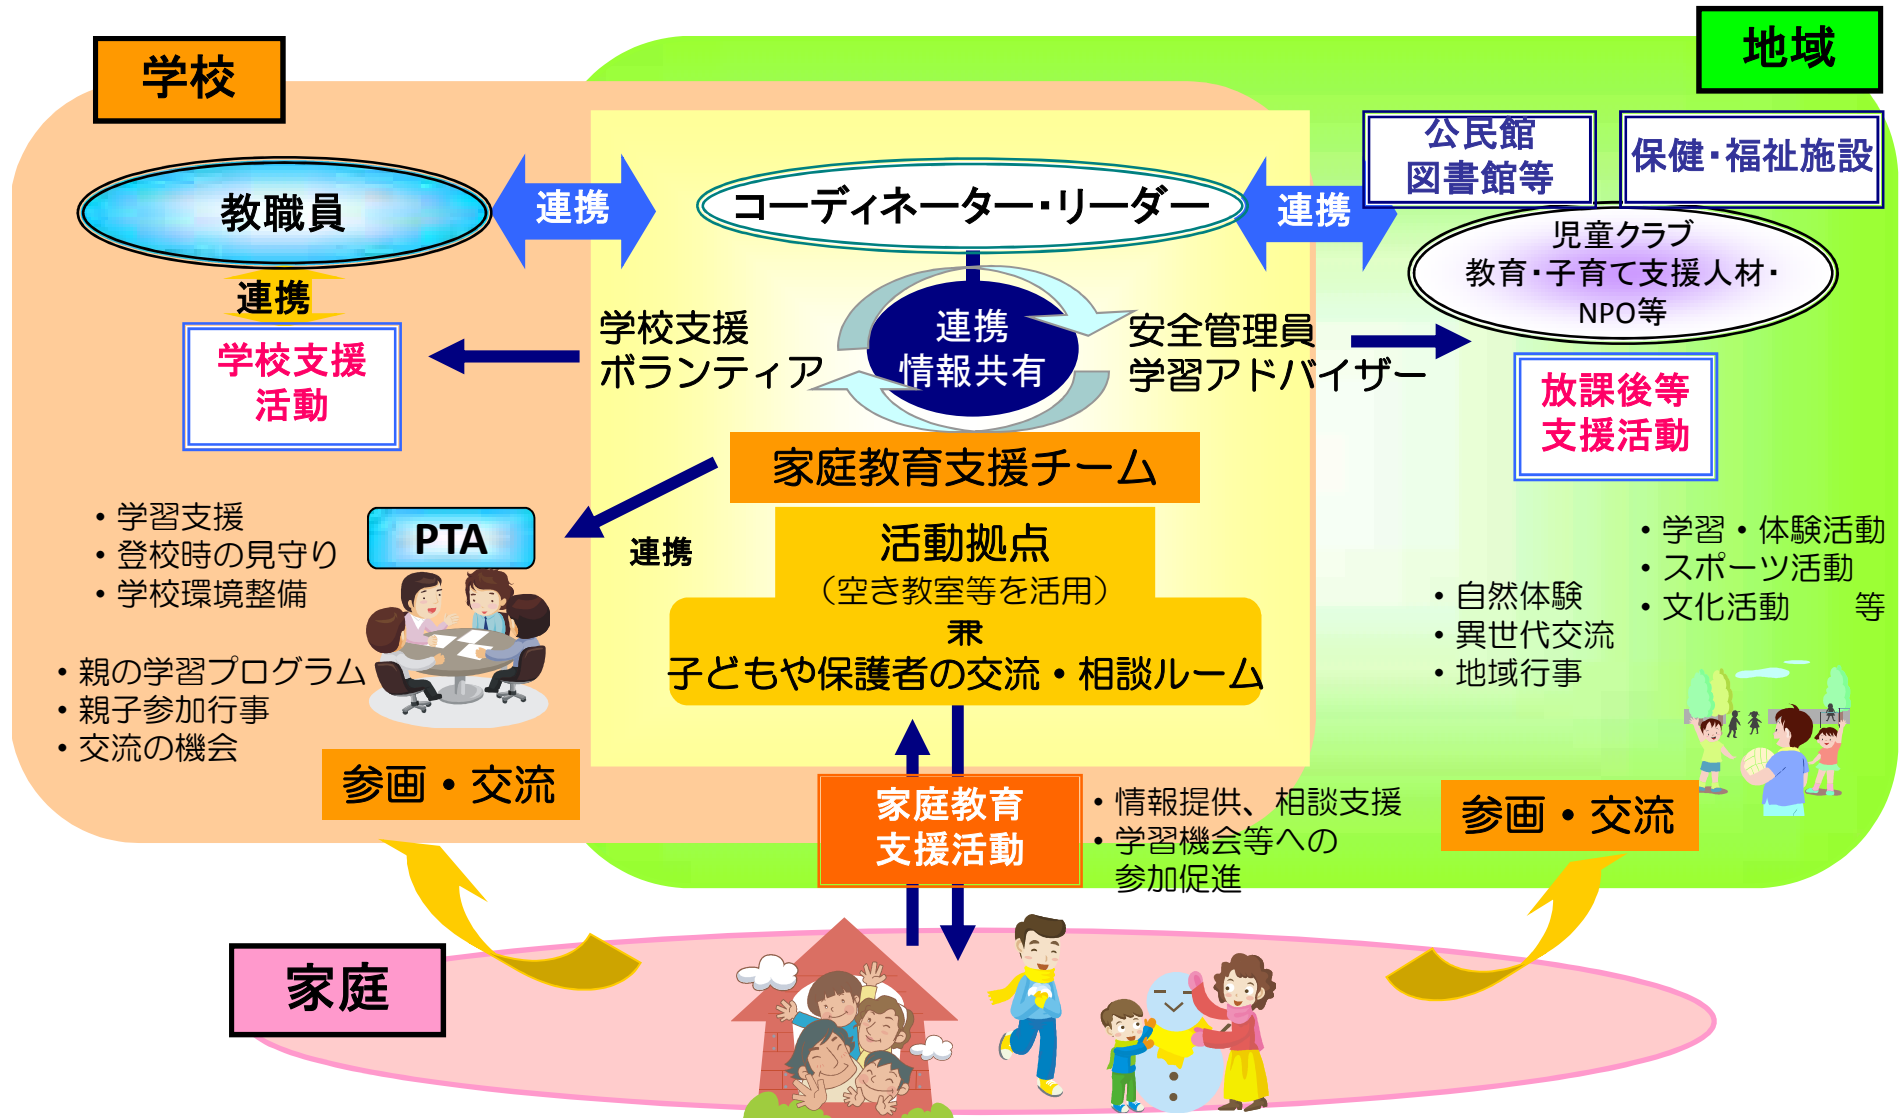 学校
地域
公民館
図書館等
保健・福祉施設
教職員
連携
コーディネーター・リーダー
連携
児童クラブ
教育・子育て支援人材・
NPO等
連携
学校支援
活動
学校支援
ボランティア
連携
情報共有
安全管理員
学習アドバイザー
放課後等
支援活動
家庭教育支援チーム
・学習支援
・登校時の見守り
・学校環境整備
PTA
連携
活動拠点
（空き教室等を活用）
兼
子どもや保護者の交流・相談ルーム
・学習・体験活動
・スポーツ活動
・文化活動　　等
・自然体験
・異世代交流
・地域行事
・親の学習プログラム
・親子参加行事
・交流の機会
参画・交流
家庭教育
支援活動
・情報提供、相談支援
・学習機会等への
参加促進
参画・交流
家庭